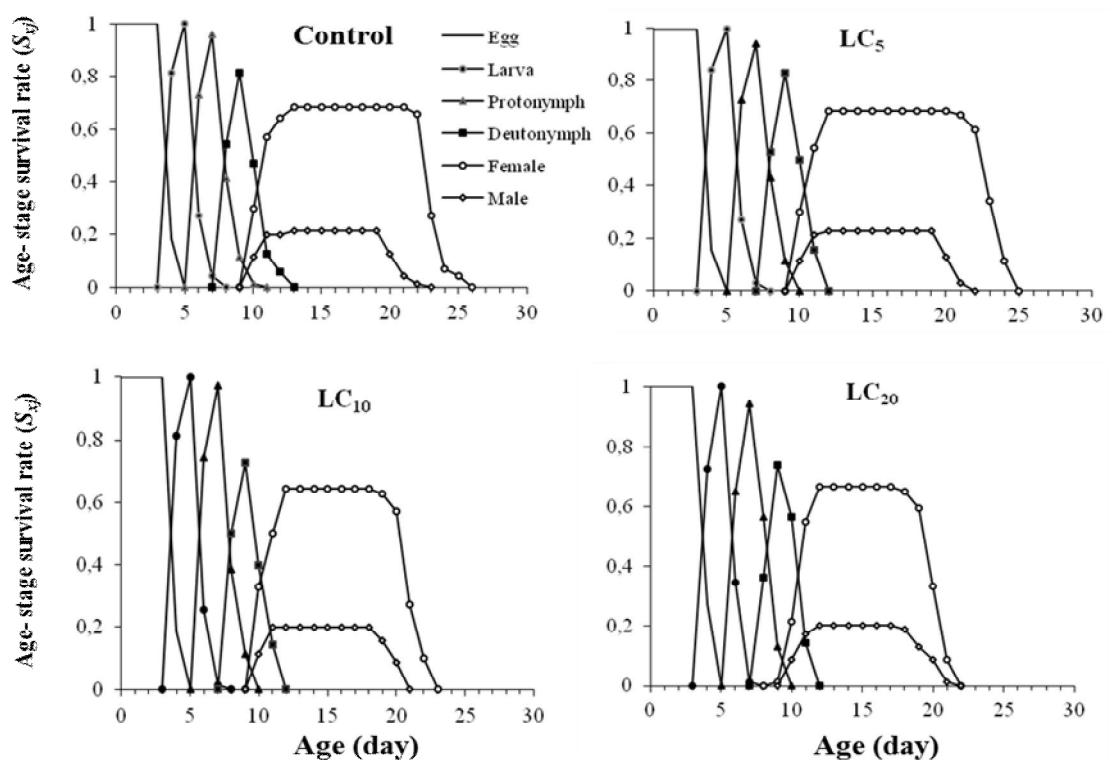 Control
Egg
Larva
Protonymph
Deutonymph
Female
Male
Age- stage survival rate (Sxj)
1
0,8
0,6
0,4
0,2
0
0 5 10 15 20 25 30
LC5
1
0,8
0,6
0,4
0,2
0
0 5 10 15 20 25 30
LC10
Age- stage survival rate (Sxj)
1
0,8
0,6
0,4
0,2
0
0 5 10 15 20 25 30
Age (day)
LC20
1
0,8
0,6
0,4
0,2
0
0 5 10 15 20 25 30
Age (day)